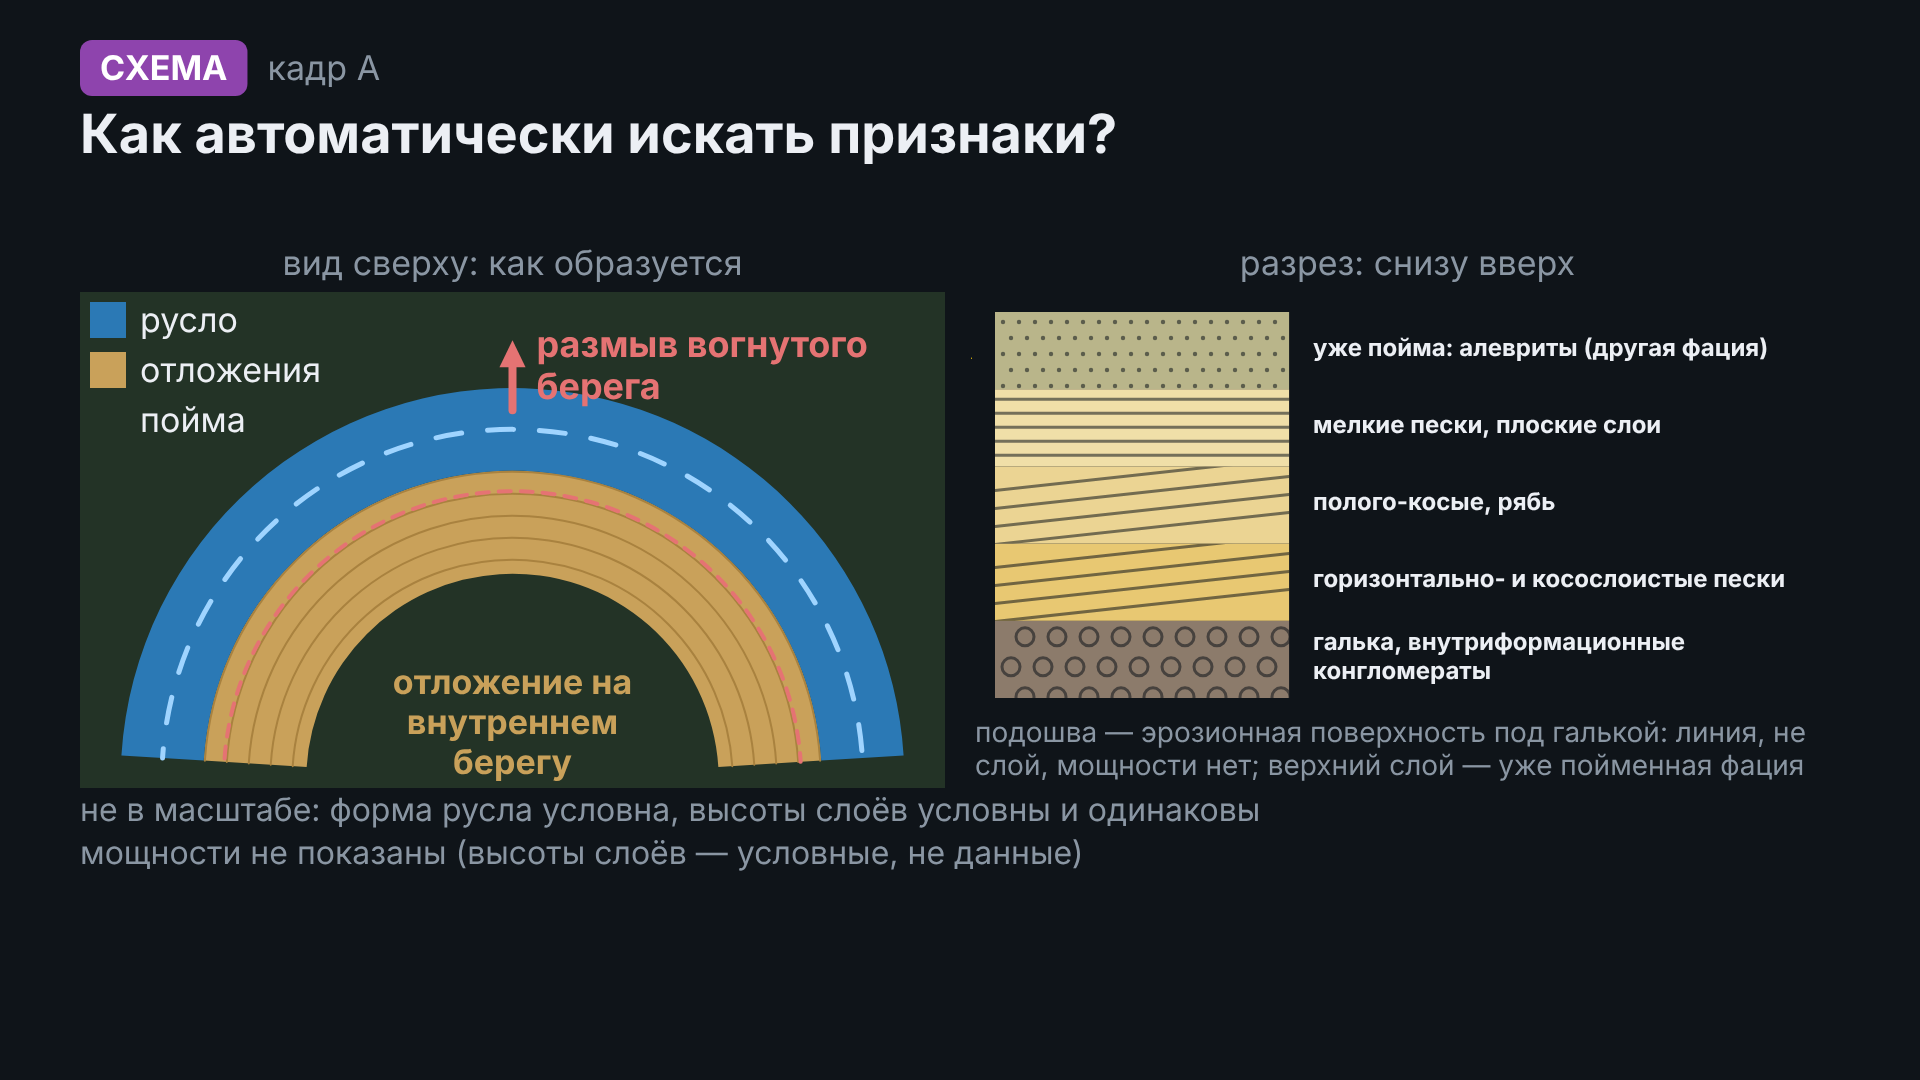 СХЕМА кадр А
Как автоматически искать признаки?
вид сверху: как образуется
русло
отложения
пойма
размыв вогнутого
берега
отложение на
внутреннем
берегу
разрез: снизу вверх
уже пойма: алевриты (другая фация)
мелкие пески, плоские слои
полого-косые, рябь
горизонтально- и косослоистые пески
галька, внутриформационные
конгломераты
подошва — эрозионная поверхность под галькой: линия, не
слой, мощности нет; верхний слой — уже пойменная фация
не в масштабе: форма русла условна, высоты слоёв условны и одинаковы
мощности не показаны (высоты слоёв — условные, не данные)